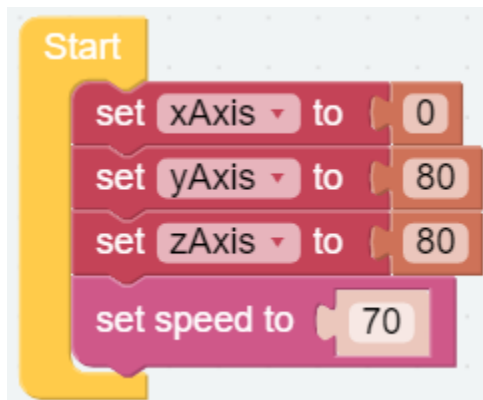 Start
set xAxis to 0
set yAxis to 80
set zAxis to 80
set speed to 70